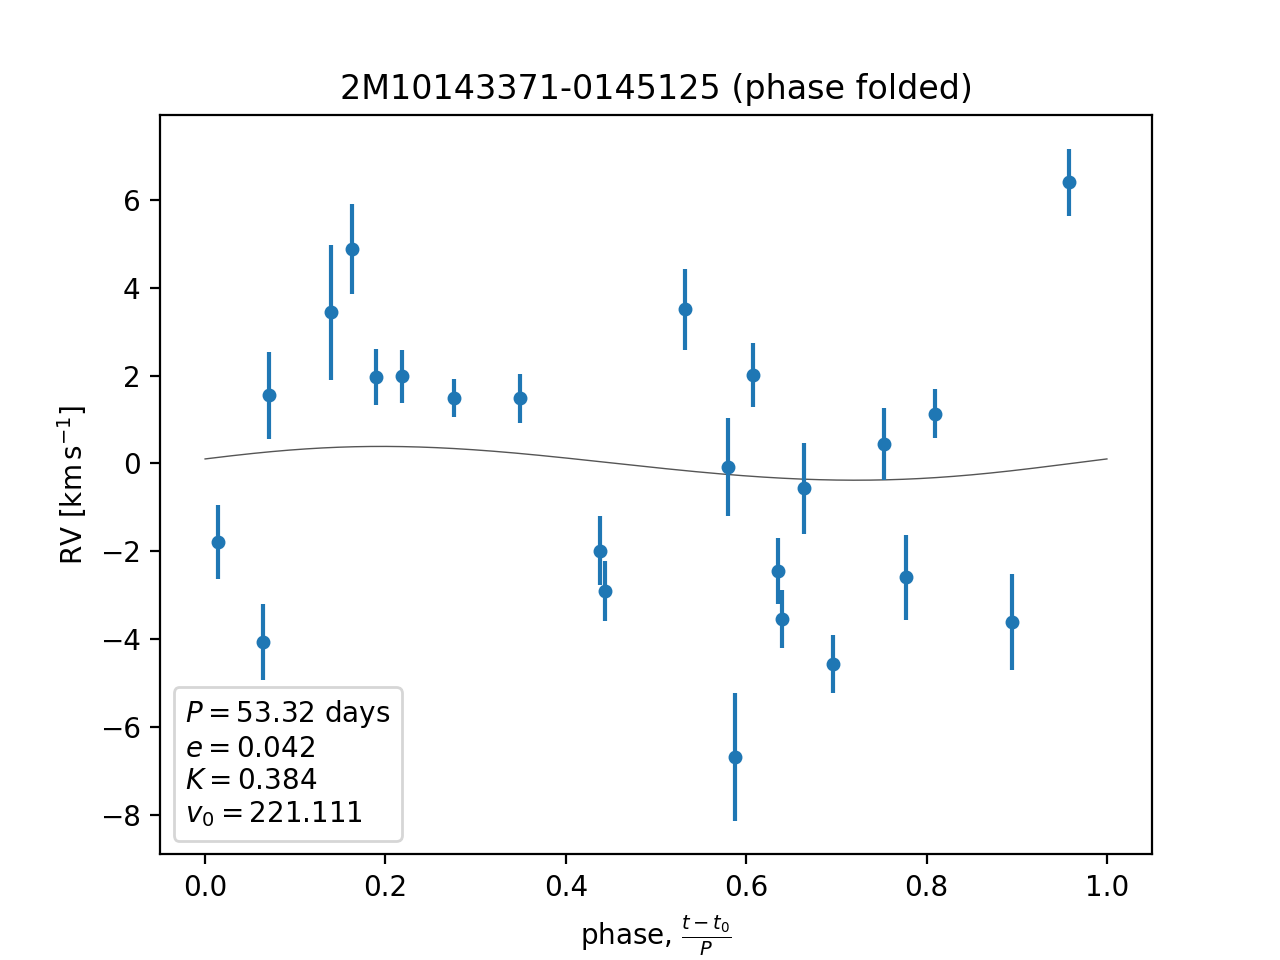 2M10143371-0145125 (phase folded)
6
4
2
0
−2
−4
−6
−8
RV [km s⁻¹]
P = 53.32 days
e = 0.042
K = 0.384
v₀ = 221.111
0.0 0.2 0.4 0.6 0.8 1.0
phase, (t − t₀)/P